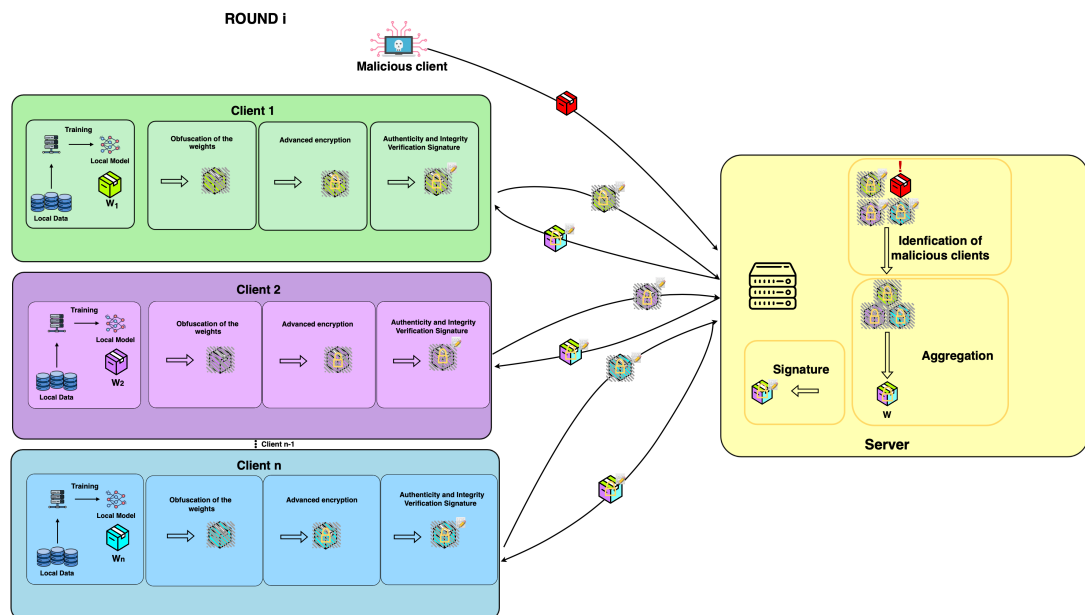 ROUND i
Malicious client
Client 1
Training
Local Model
W1
Local Data
Obfuscation of the
weights
Advanced encryption
Authenticity and Integrity
Verification Signature
Client 2
Training
Local Model
W2
Local Data
Obfuscation of the
weights
Advanced encryption
Authenticity and Integrity
Verification Signature
Client n-1
Client n
Training
Local Model
Wn
Local Data
Obfuscation of the
weights
Advanced encryption
Authenticity and Integrity
Verification Signature
!
Idenfication of
malicious clients
Aggregation
W
Signature
Server